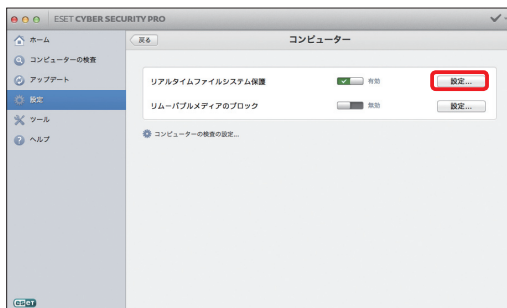 ESET CYBER SECURITY PRO
ホーム
コンピューターの検査
アップデート
設定
ツール
ヘルプ
戻る
コンピューター
リアルタイムファイルシステム保護 有効 設定...
リムーバブルメディアのブロック 無効 設定...
コンピューターの検査の設定...
eset